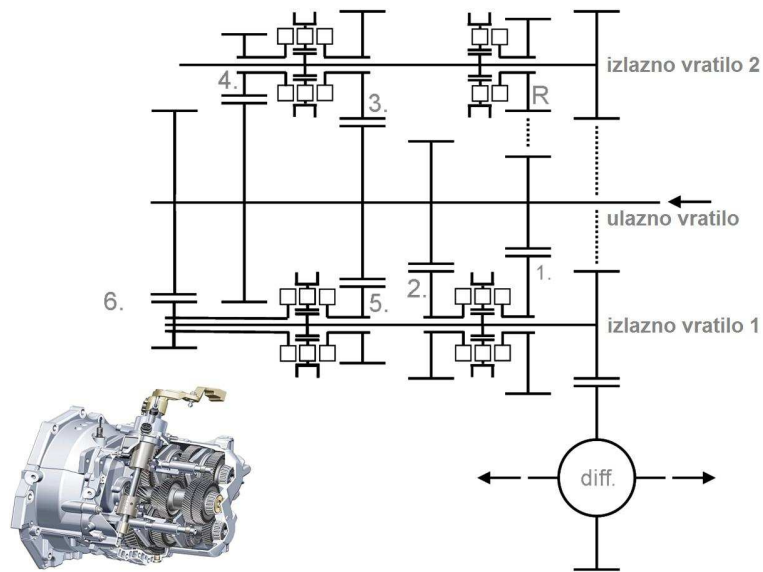 4.
izlazno vratilo 2
3.
R
ulazno vratilo
6.
5.
2.
1.
izlazno vratilo 1
diff.